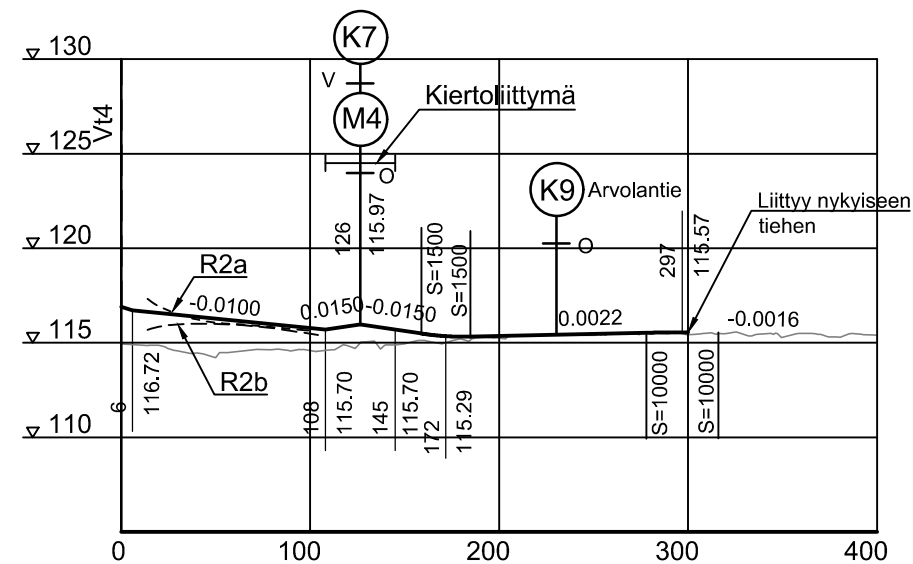 K7
130
V
Kiertoliittymä
M4
125
Vt4
O
K9 Arvolantie
Liittyy nykyiseen
tiehen
126
115.97
S=1500
S=1500
297
115.57
120
O
R2a
-0.0100
0.0150
-0.0150
0.0022
-0.0016
115
R2b
6
116.72
108
115.70
145
115.70
172
115.29
S=10000
S=10000
110
0
100
200
300
400